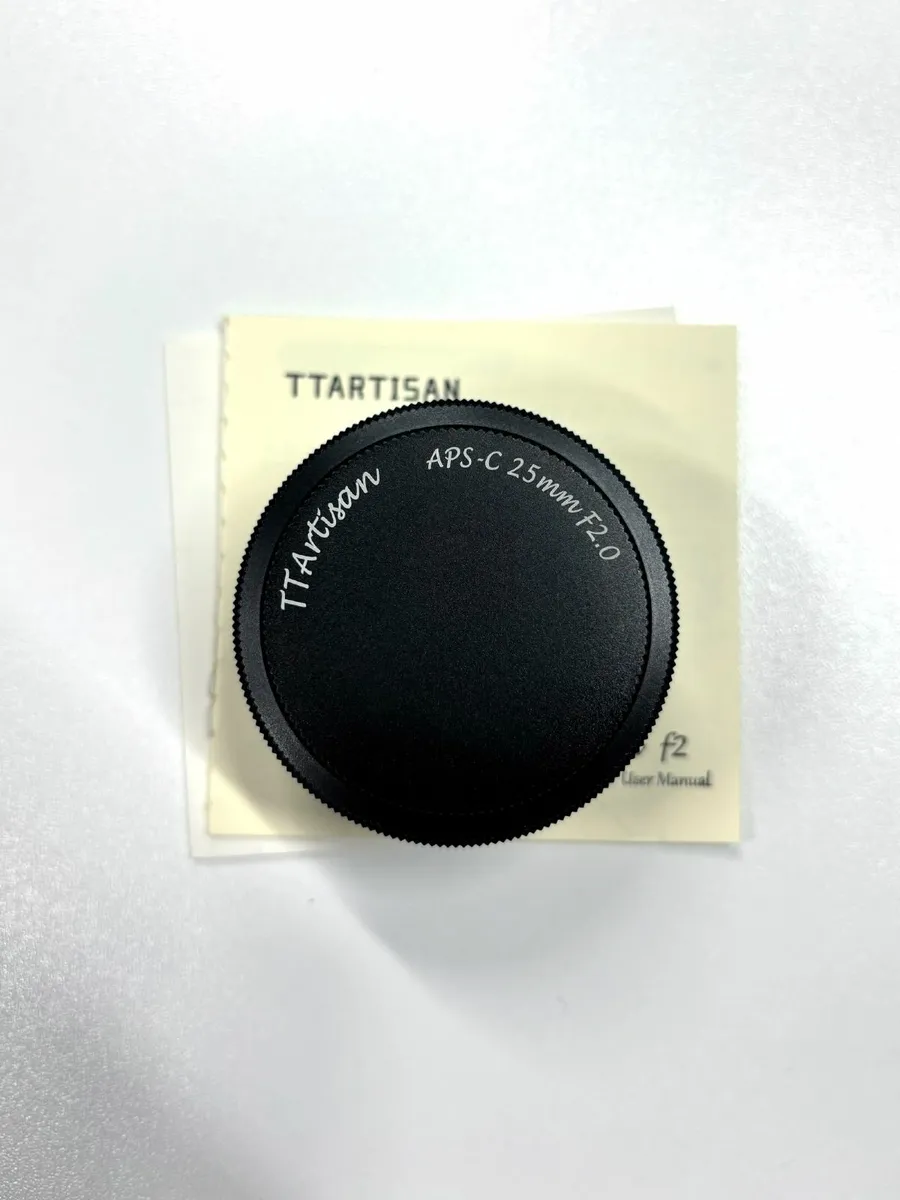 TTARTISAN
TTArtisan
APS-C 25mm F2.0
f2
User Manual